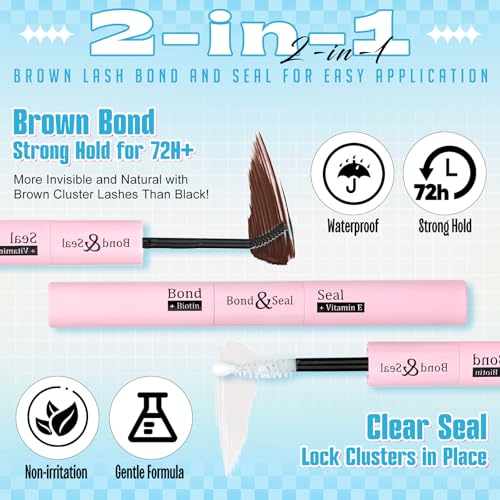 2-in-1
2-in-1
BROWN LASH BOND AND SEAL FOR EASY APPLICATION
Brown Bond
Strong Hold for 72H+
More Invisible and Natural with
Brown Cluster Lashes Than Black!
72h
Waterproof
Strong Hold
Seal
+ Vitamin
Bond&Seal
Bond
+ Biotin
Bond&Seal
Seal
+ Vitamin E
Bond&Seal
Bond
Biotin
Non-irritation
Gentle Formula
Clear Seal
Lock Clusters in Place